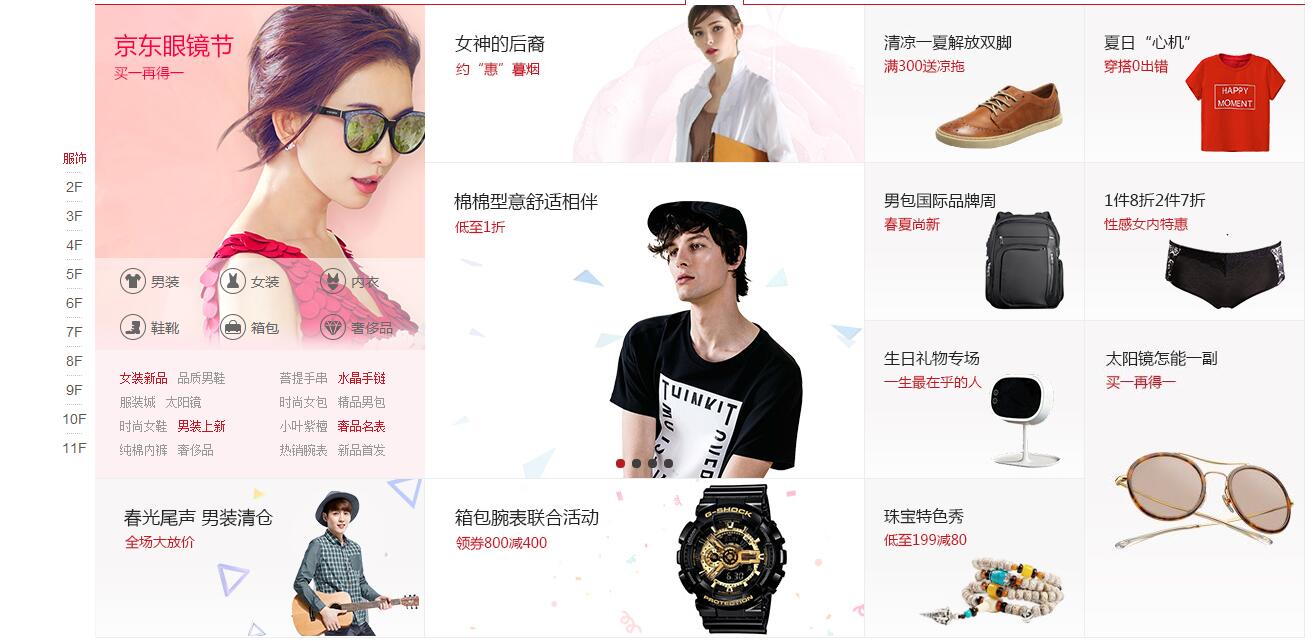 服饰
2F
3F
4F
5F
6F
7F
8F
9F
10F
11F
京东眼镜节
买一再得一
男装 女装 内衣
鞋靴 箱包 奢侈品
女装新品 品质男鞋 菩提手串 水晶手链
服装城 太阳镜 时尚女包 精品男包
时尚女鞋 男装上新 小叶紫檀 奢品名表
纯棉内裤 奢侈品 热销腕表 新品首发
春光尾声 男装清仓
全场大放价
女神的后裔
约“惠”暮烟
棉棉型意舒适相伴
低至1折
THINKIT
箱包腕表联合活动
领券800减400
G-SHOCK
PROTECTION
清凉一夏解放双脚
满300送凉拖
夏日“心机”
穿搭0出错
HAPPY
MOMENT
男包国际品牌周
春夏尚新
1件8折2件7折
性感女内特惠
生日礼物专场
一生最在乎的人
太阳镜怎能一副
买一再得一
珠宝特色秀
低至199减80